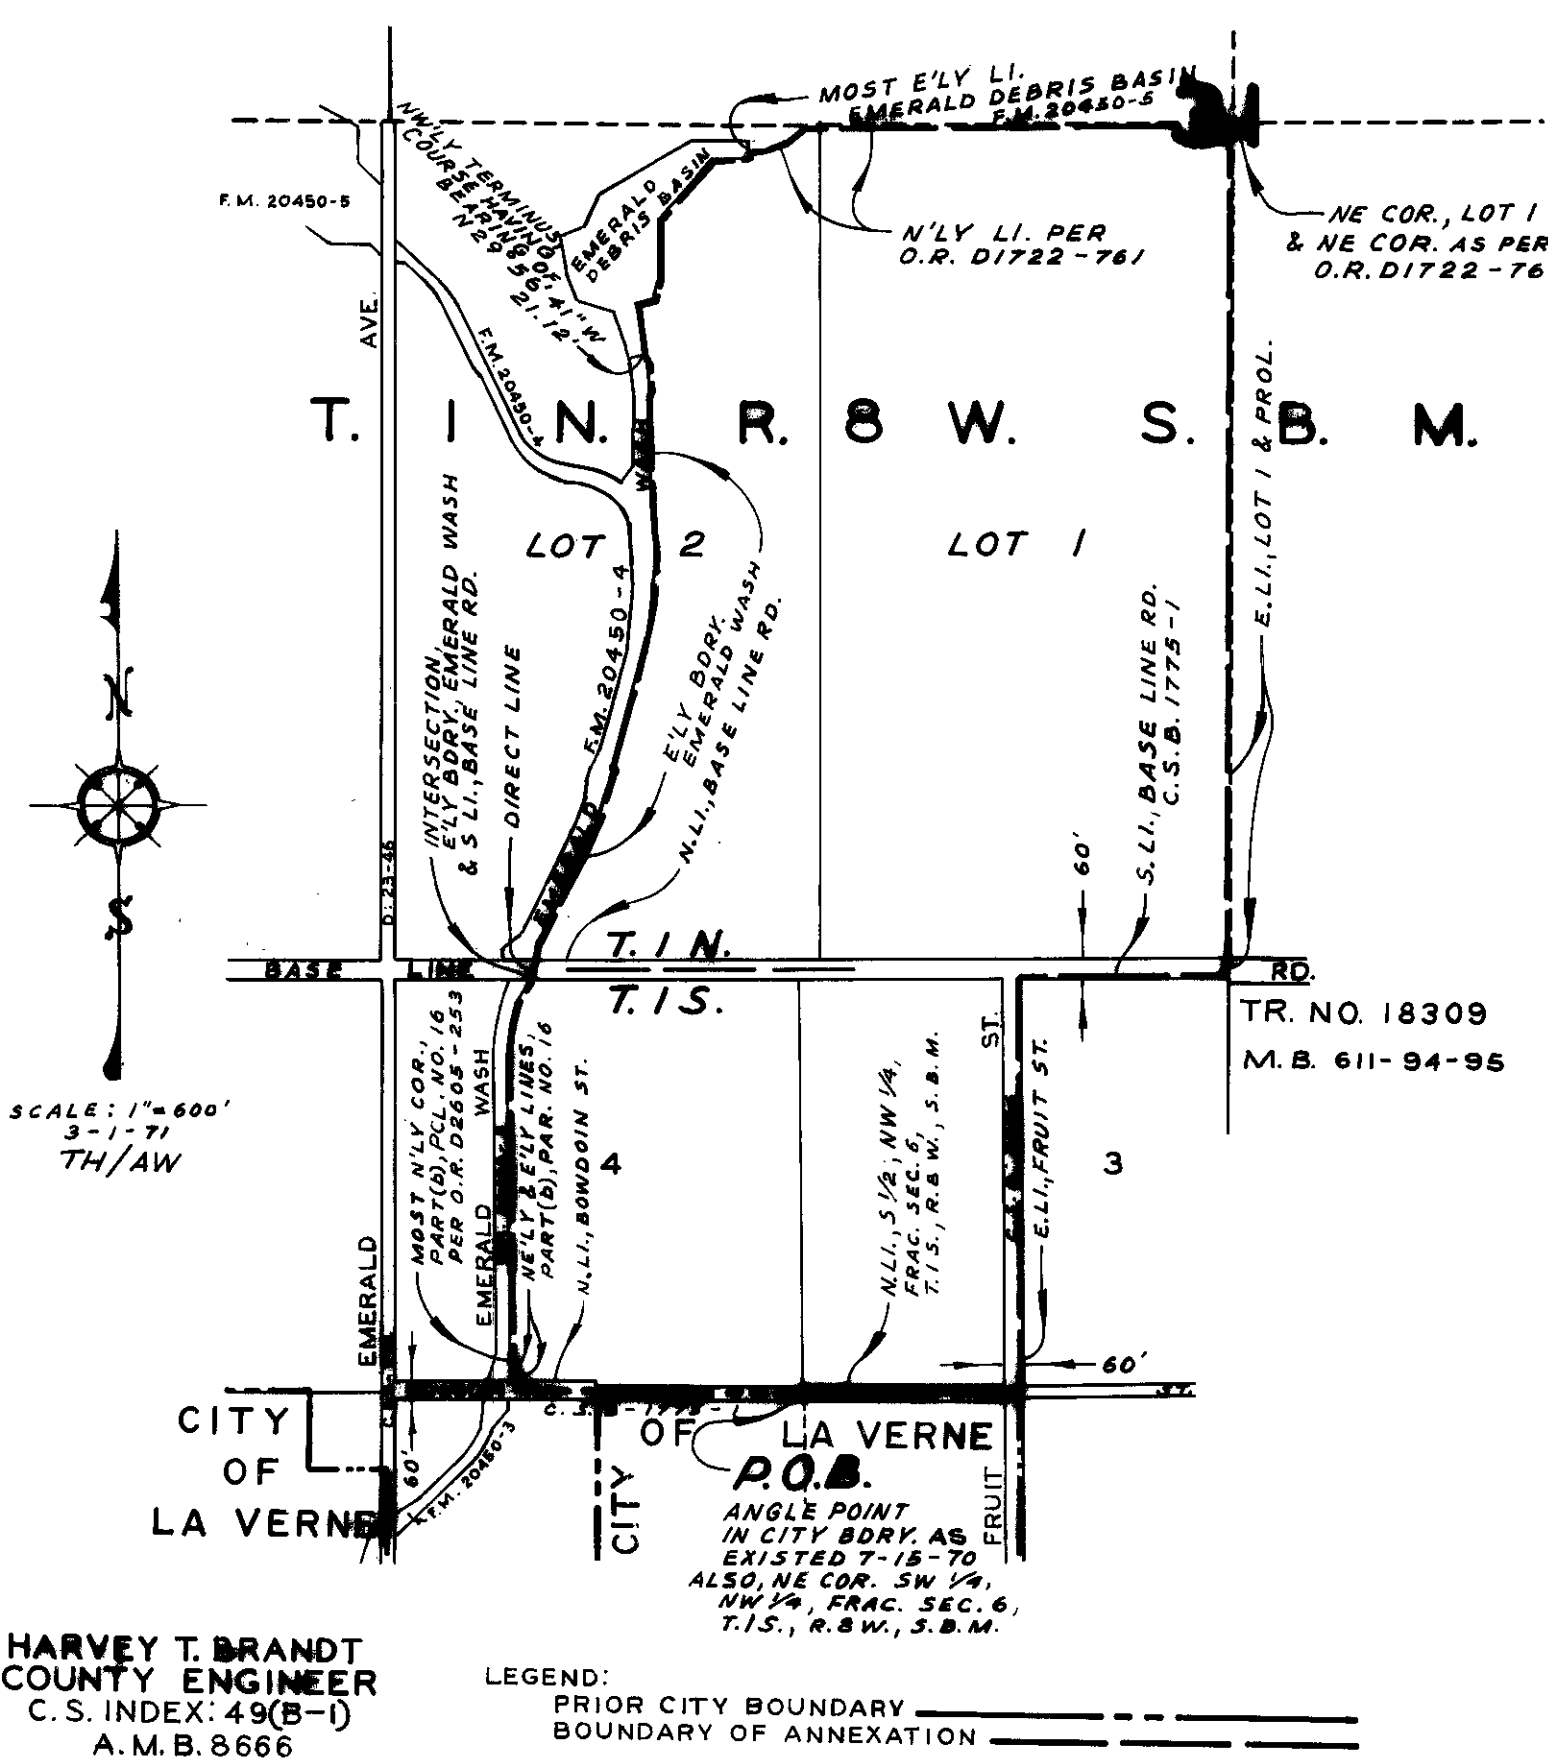 MOST E'LY LI.
EMERALD DEBRIS BASIN
F.M. 20450-5
NW'LY TERMINUS,
COURSE HAVING
BEARING OF,
N 29°56'41"W
21.12'
F.M. 20450-5
EMERALD
DEBRIS BASIN
N'LY LI. PER
O.R. D1722-761
NE COR., LOT 1
& NE COR. AS PER
O.R. D1722-76
AVE.
F.M. 20450-4
E. LI., LOT 1 & PROL.
T. 1 N. R. 8 W. S. B. M.
WASH
LOT 2
LOT 1
INTERSECTION,
E'LY BDRY., EMERALD WASH
& S LI., BASE LINE RD.
DIRECT LINE
F.M. 20450-4
E'LY BDRY.
EMERALD WASH
N. LI., BASE LINE RD.
S. LI., BASE LINE RD.
C.S.B. 1775-1
60'
N
S
D: 23-46
EMERALD
T. 1 N.
BASE LINE RD.
T. 1 S.
TR. NO. 18309
M.B. 611-94-95
SCALE: 1"=600'
3-1-71
TH/AW
MOST N'LY COR.,
PART(b), PCL. NO. 16
PER O.R. D2605-253
EMERALD WASH
NE'LY & E'LY LINES,
PART(b), PAR. NO. 16
N. LI., BOWDOIN ST.
4
N. LI., S 1/2, NW 1/4,
FRAC. SEC. 6,
T. 1 S., R. 8 W., S. B. M.
ST.
E. LI., FRUIT ST.
3
EMERALD
60'
ST.
CITY
OF
LA VERNE
60'
F.M. 20450-3
CITY
OF LA VERNE
P.O.B.
FRUIT
ANGLE POINT
IN CITY BDRY. AS
EXISTED 7-15-70
ALSO, NE COR. SW 1/4,
NW 1/4, FRAC. SEC. 6,
T. 1 S., R. 8 W., S. B. M.
HARVEY T. BRANDT
COUNTY ENGINEER
C. S. INDEX: 49(B-1)
A. M. B. 8666
LEGEND:
PRIOR CITY BOUNDARY
BOUNDARY OF ANNEXATION